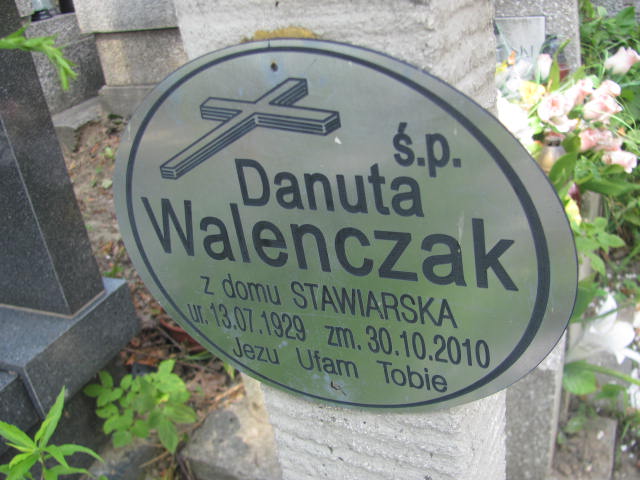 ś.p.
Danuta
Walenczak
z domu STAWIARSKA
ur. 13.07.1929 zm. 30.10.2010
Jezu Ufam Tobie